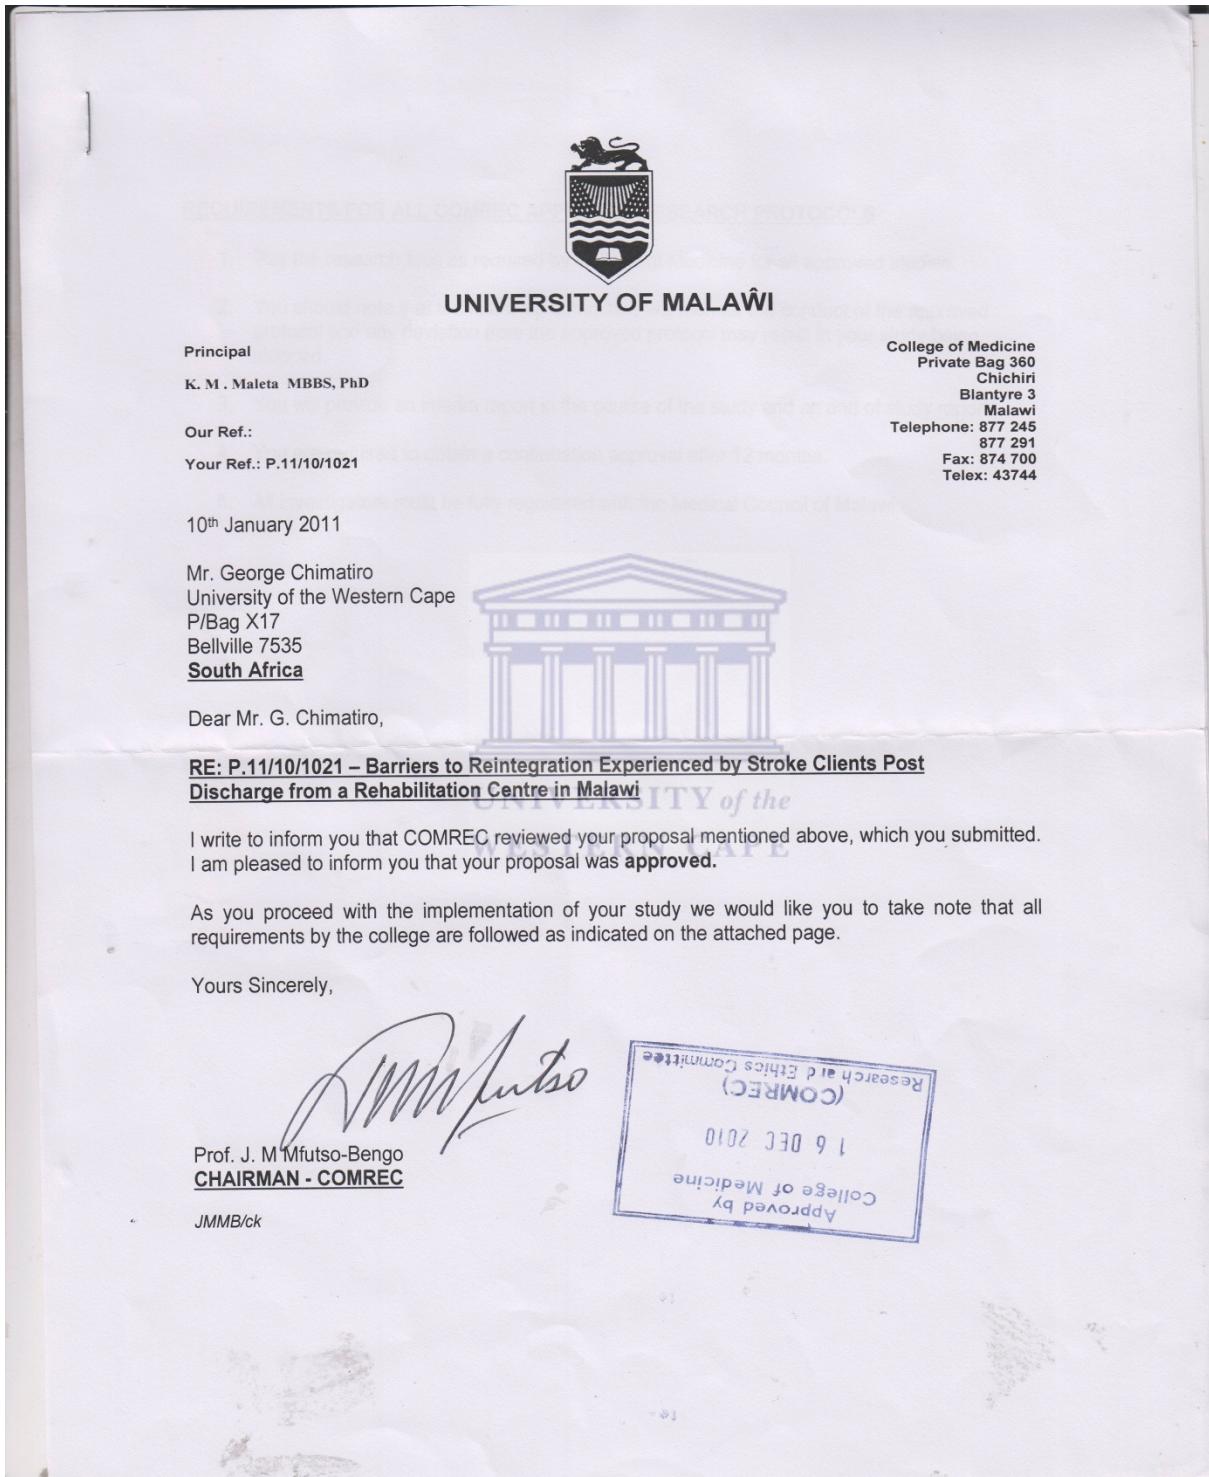 UNIVERSITY OF MALAŴI
Principal
K. M . Maleta MBBS, PhD
Our Ref.:
Your Ref.: P.11/10/1021
College of Medicine
Private Bag 360
Chichiri
Blantyre 3
Malawi
Telephone: 877 245
877 291
Fax: 874 700
Telex: 43744
10th January 2011
Mr. George Chimatiro
University of the Western Cape
P/Bag X17
Bellville 7535
South Africa
Dear Mr. G. Chimatiro,
RE: P.11/10/1021 – Barriers to Reintegration Experienced by Stroke Clients Post
Discharge from a Rehabilitation Centre in Malawi
UNIVERSITY of the
WESTERN CAPE
I write to inform you that COMREC reviewed your proposal mentioned above, which you submitted.
I am pleased to inform you that your proposal was approved.
As you proceed with the implementation of your study we would like you to take note that all
requirements by the college are followed as indicated on the attached page.
Yours Sincerely,
Prof. J. M Mfutso-Bengo
CHAIRMAN - COMREC
JMMB/ck
Approved by
College of Medicine
16 DEC 2010
(COMREC)
Research and Ethics Committee